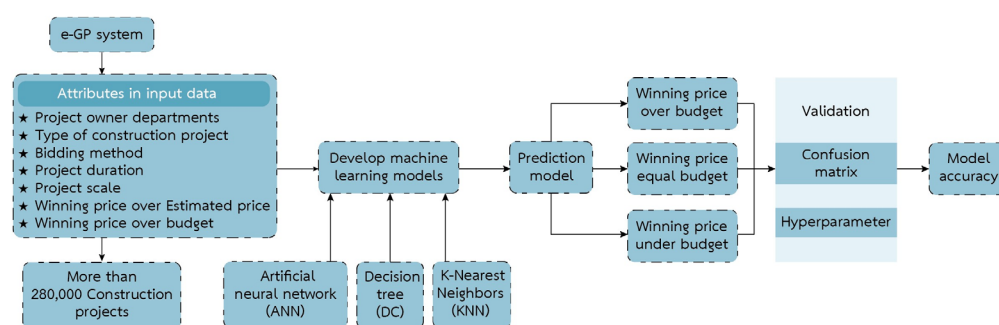 e-GP system
Attributes in input data
★ Project owner departments
★ Type of construction project
★ Bidding method
★ Project duration
★ Project scale
★ Winning price over Estimated price
★ Winning price over budget
More than
280,000 Construction
projects
Develop machine
learning models
Artificial
neural network
(ANN)
Decision
tree
(DC)
K-Nearest
Neighbors
(KNN)
Prediction
model
Winning price
over budget
Winning price
equal budget
Winning price
under budget
Validation
Confusion
matrix
Hyperparameter
Model
accuracy